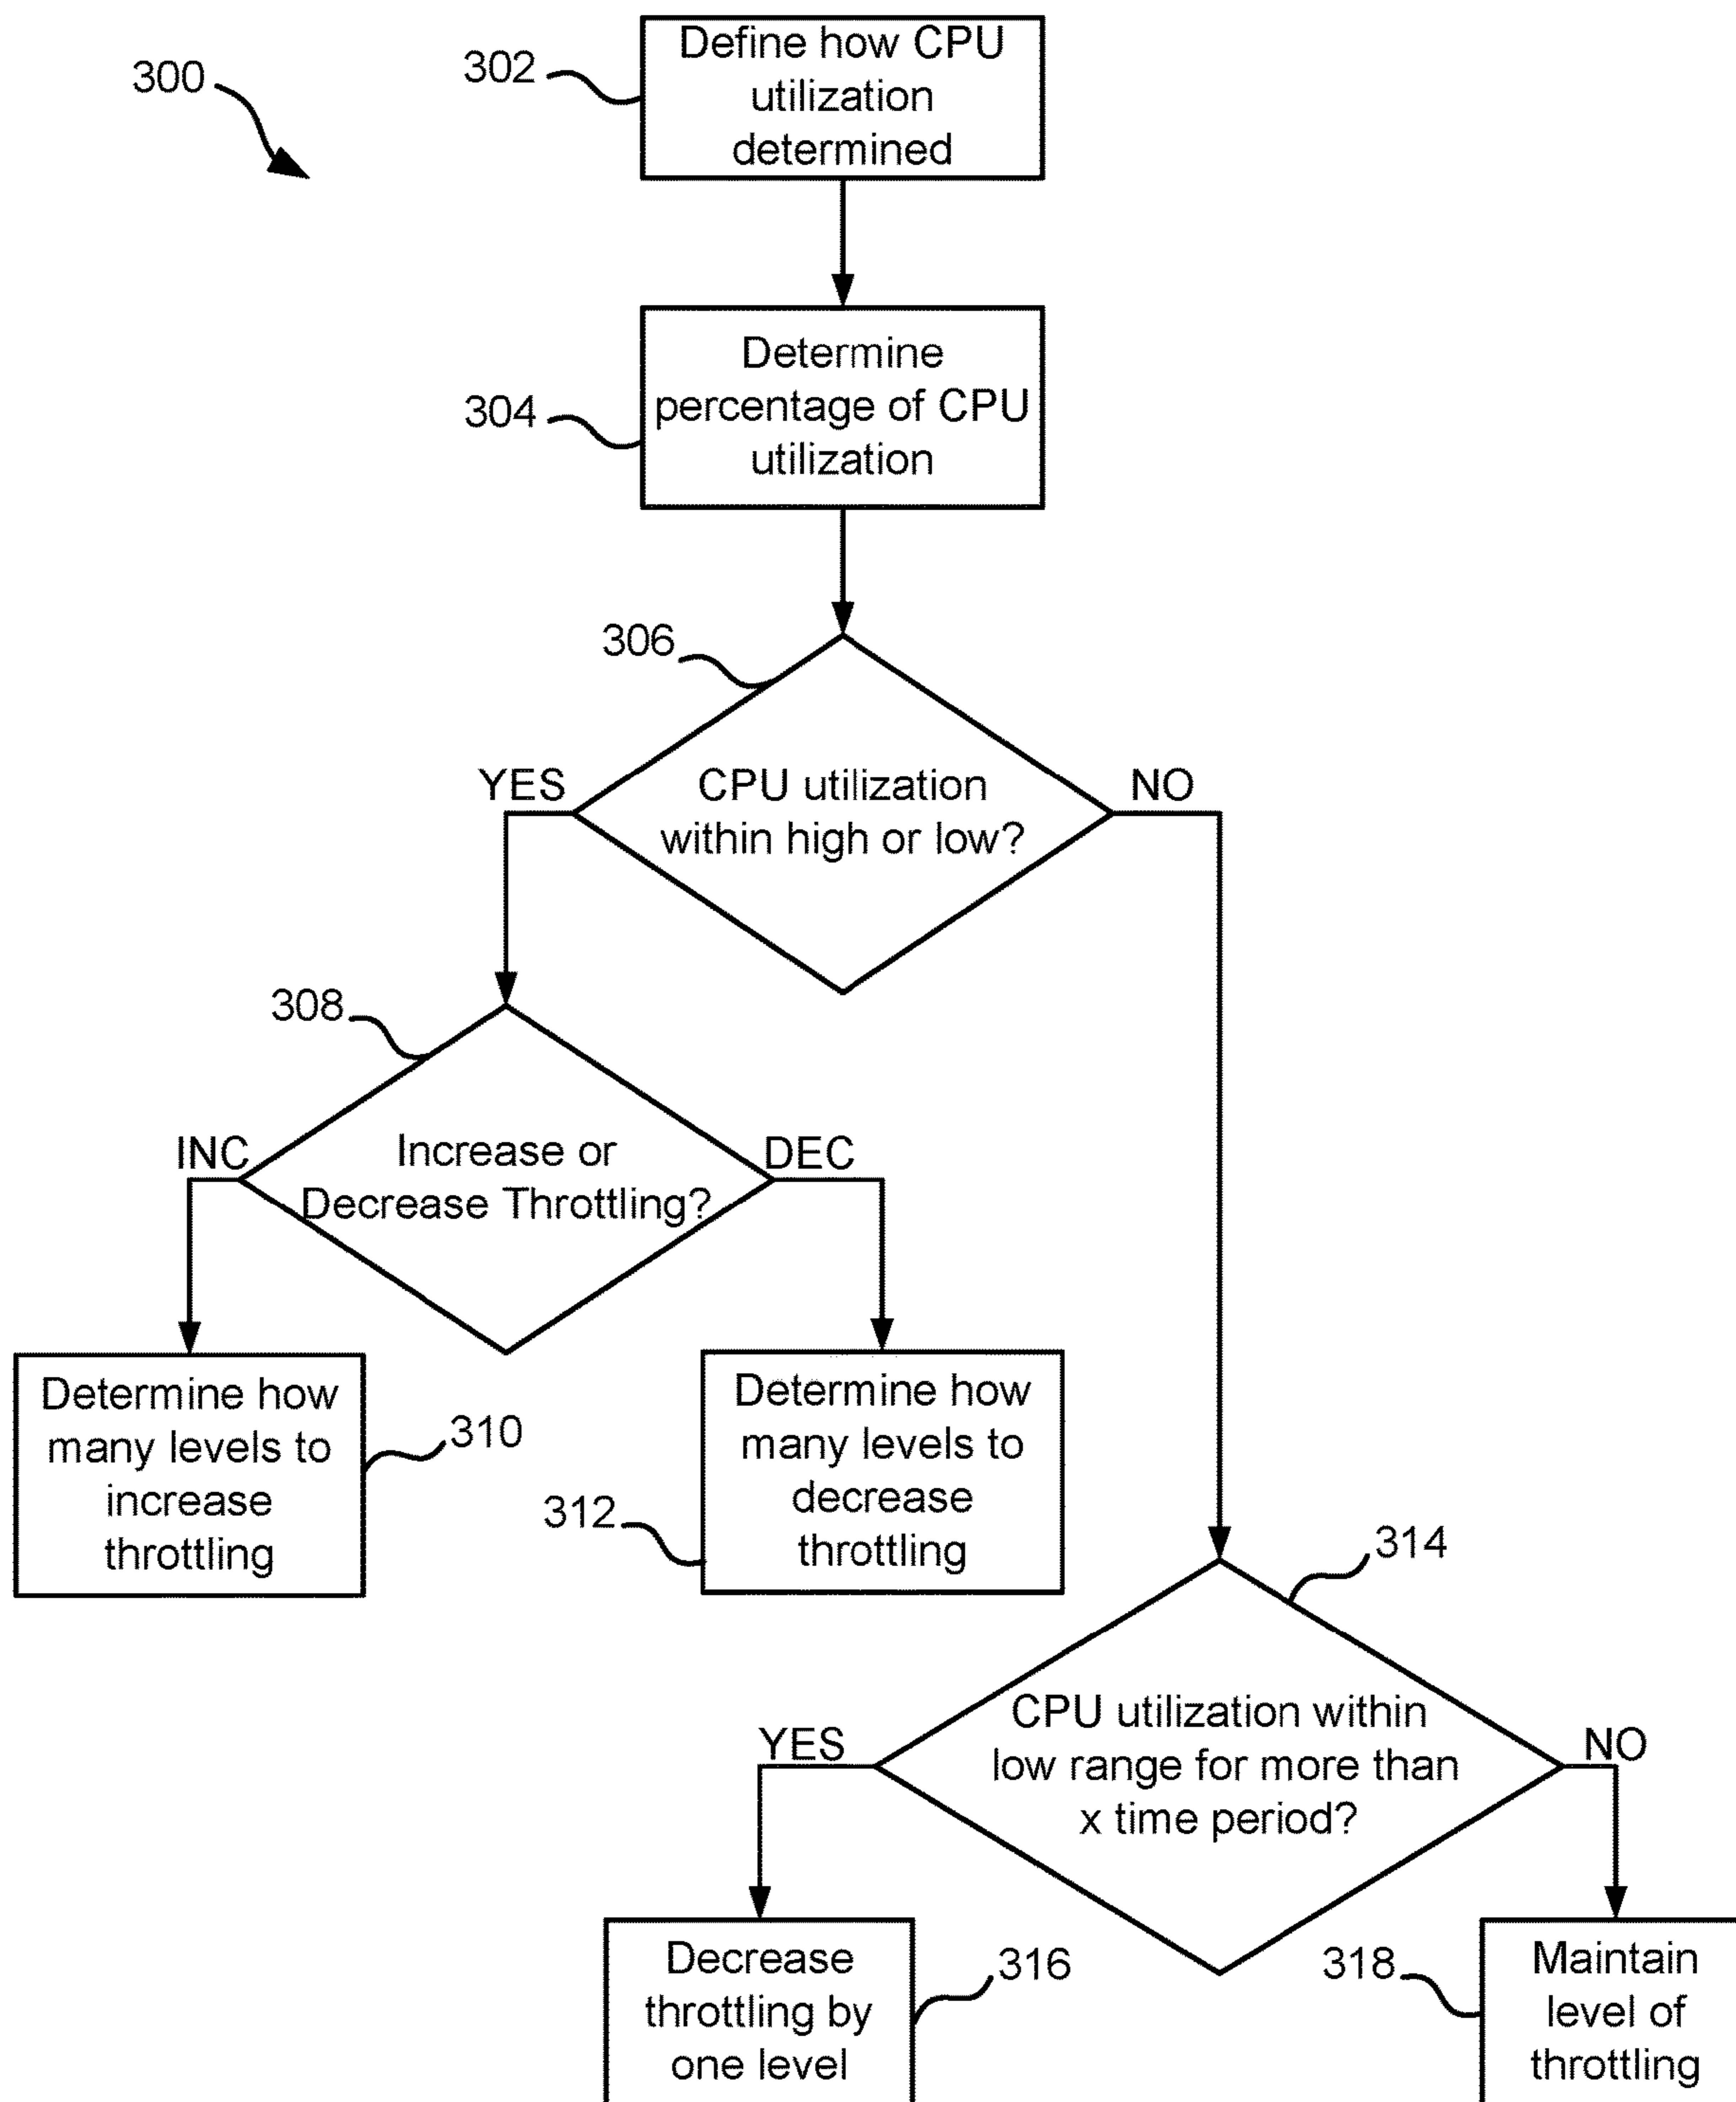 300
302
Define how CPU
utilization
determined
304
Determine
percentage of CPU
utilization
306
YES
CPU utilization
within high or low?
NO
308
INC
Increase or
Decrease Throttling?
DEC
Determine how
many levels to
increase
throttling
310
312
Determine how
many levels to
decrease
throttling
314
YES
CPU utilization within
low range for more than
x time period?
NO
Decrease
throttling by
one level
316
318
Maintain
level of
throttling